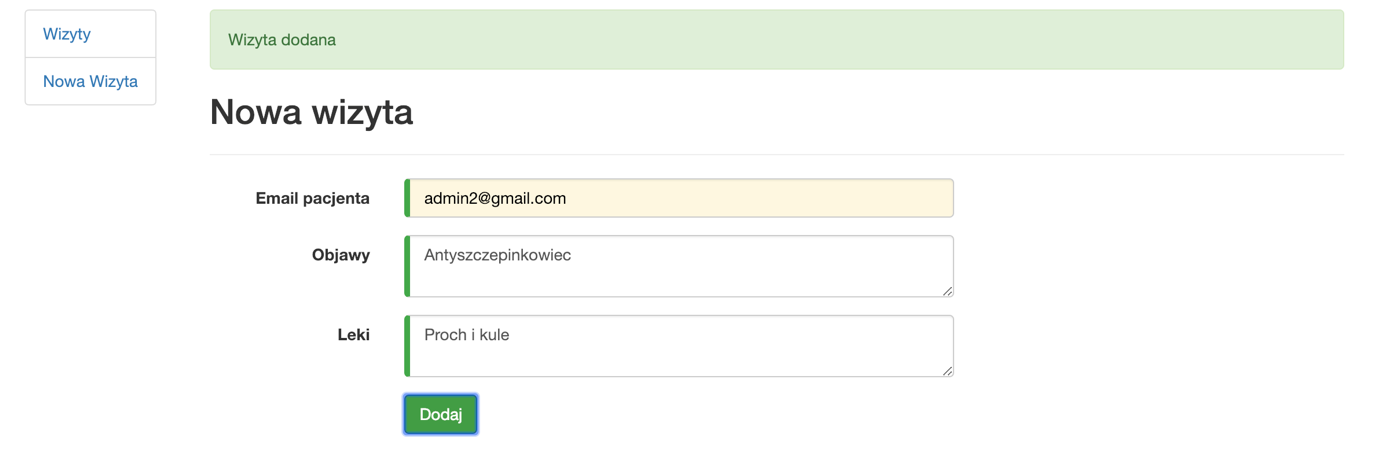 Wizyty
Nowa Wizyta
Wizyta dodana
Nowa wizyta
Email pacjenta
admin2@gmail.com
Objawy
Antyszczepinkowiec
Leki
Proch i kule
Dodaj